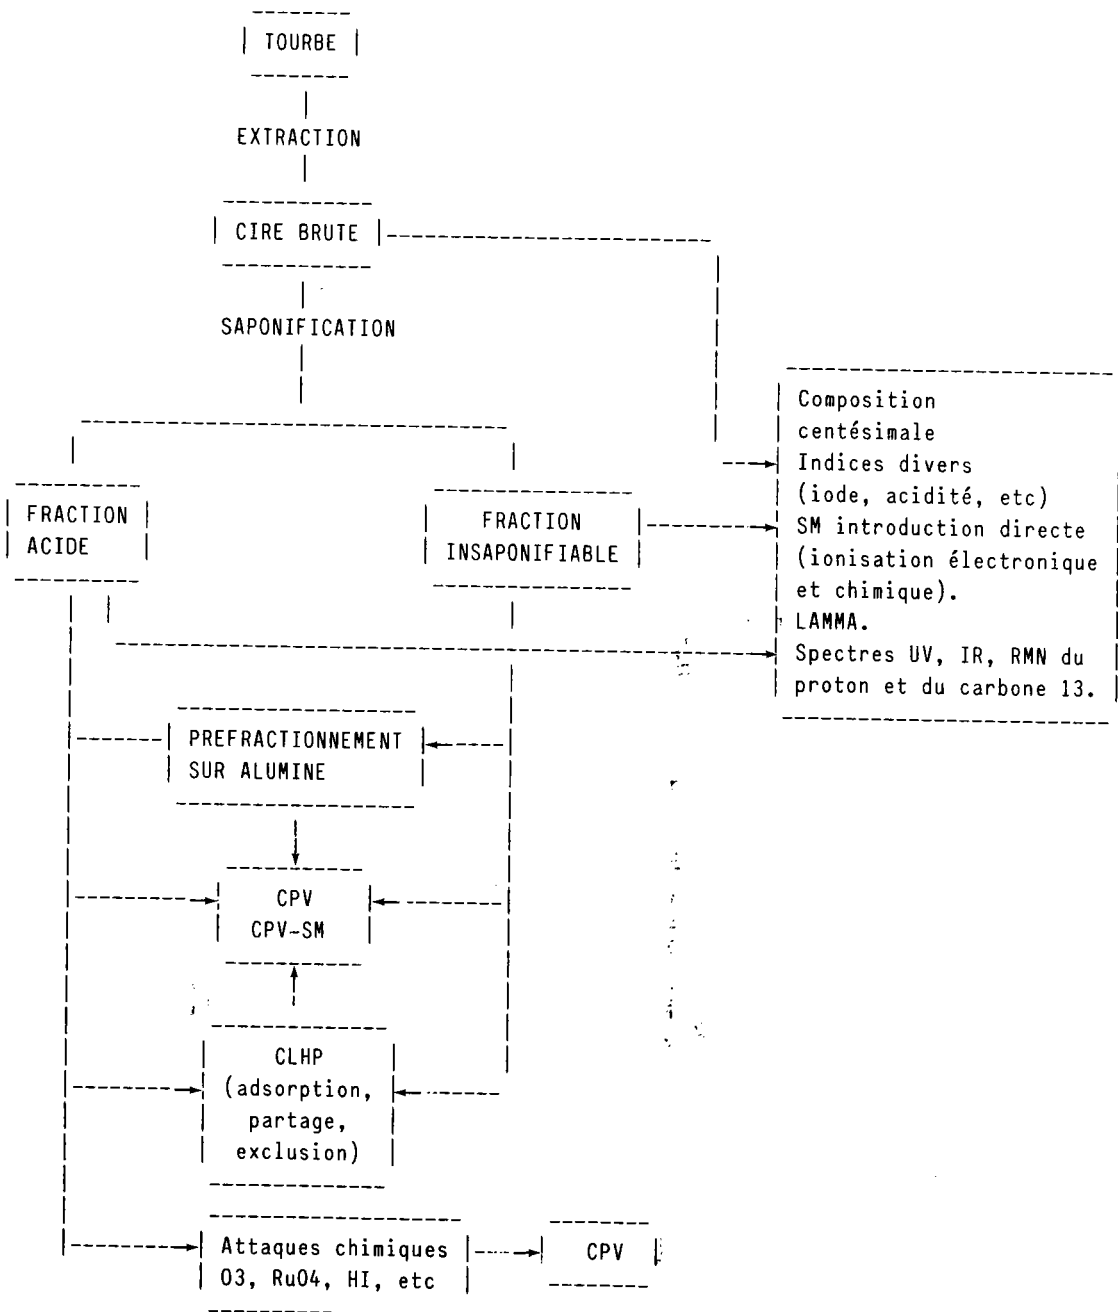 TOURBE
EXTRACTION
CIRE BRUTE
SAPONIFICATION
Composition
centésimale
Indices divers
(iode, acidité, etc)
SM introduction directe
(ionisation électronique
et chimique).
LAMMA.
Spectres UV, IR, RMN du
proton et du carbone 13.
FRACTION
ACIDE
FRACTION
INSAPONIFIABLE
PREFRACTIONNEMENT
SUR ALUMINE
CPV
CPV-SM
CLHP
(adsorption,
partage,
exclusion)
Attaques chimiques
O3, RuO4, HI, etc
CPV